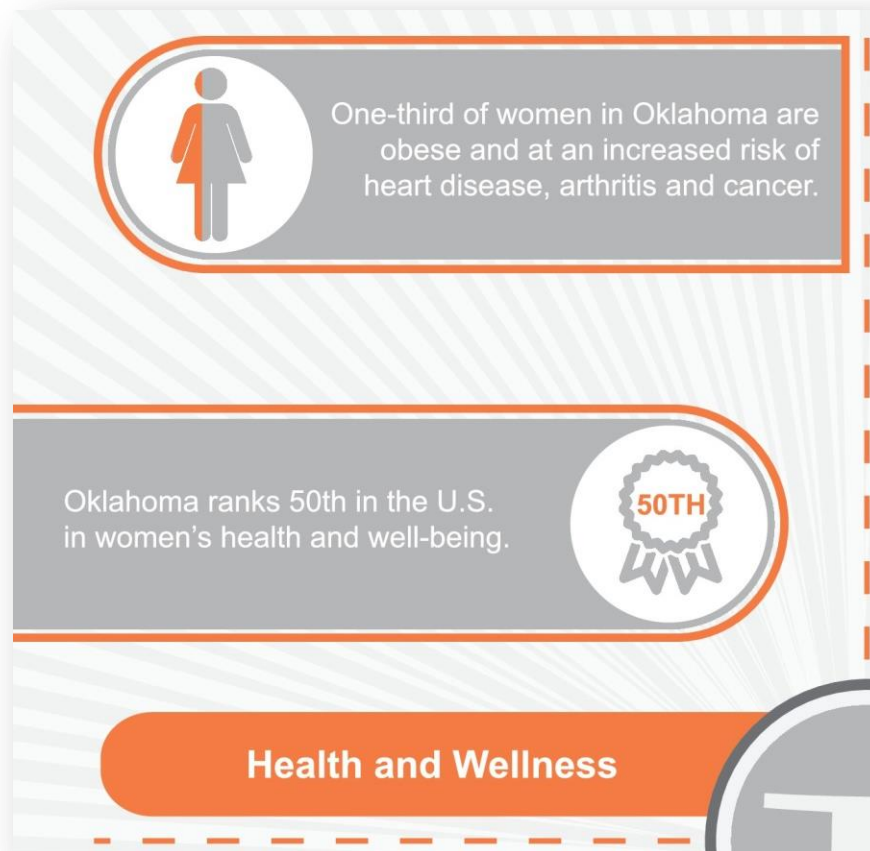 One-third of women in Oklahoma are
obese and at an increased risk of
heart disease, arthritis and cancer.
Oklahoma ranks 50th in the U.S.
in women’s health and well-being.
50TH
Health and Wellness